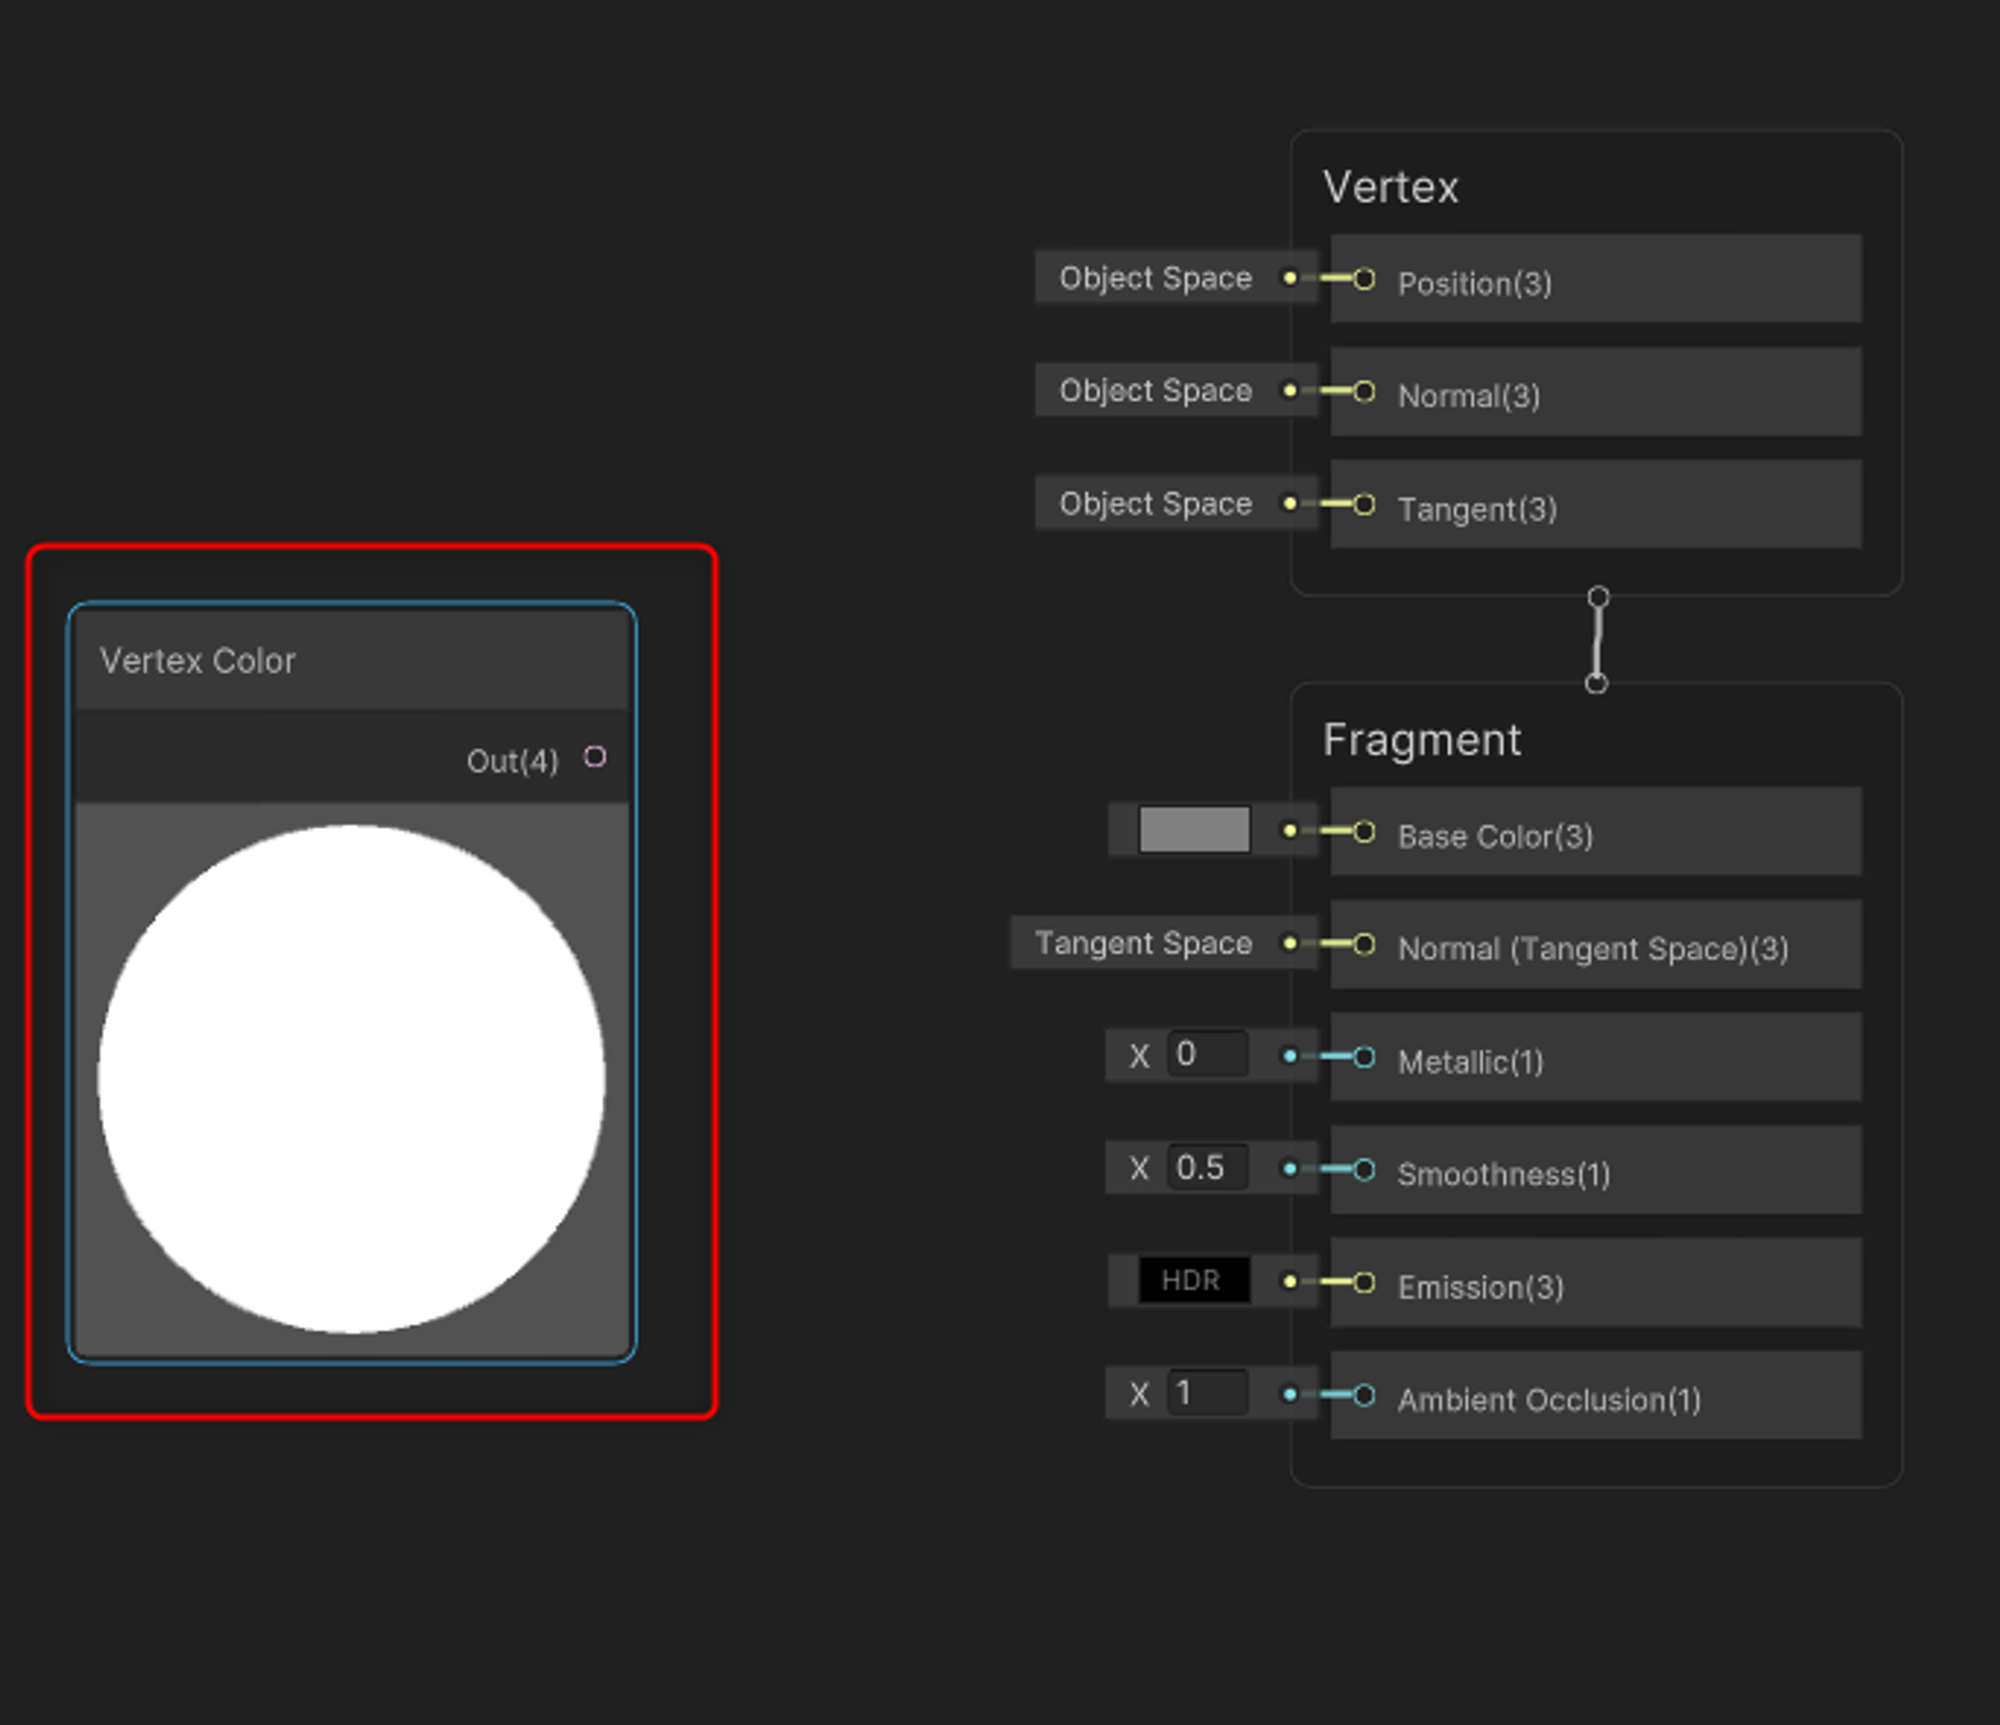 Vertex
Object Space
Position(3)
Object Space
Normal(3)
Object Space
Tangent(3)
Vertex Color
Out(4)
Fragment
Base Color(3)
Tangent Space
Normal (Tangent Space)(3)
X 0
Metallic(1)
X 0.5
Smoothness(1)
HDR
Emission(3)
X 1
Ambient Occlusion(1)